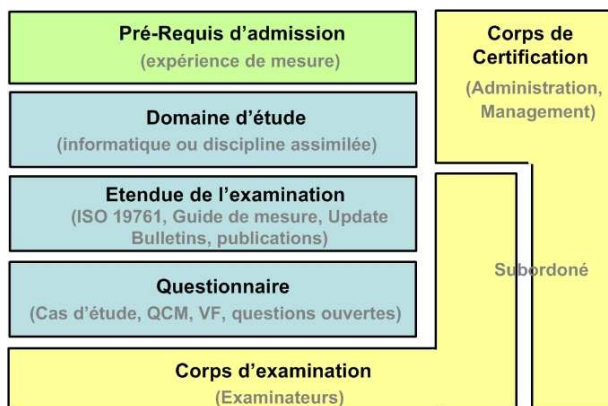 Pré-Requis d'admission
(expérience de mesure)
Domaine d'étude
(informatique ou discipline assimilée)
Etendue de l'examination
(ISO 19761, Guide de mesure, Update
Bulletins, publications)
Questionnaire
(Cas d'étude, QCM, VF, questions ouvertes)
Corps d'examination
(Examinateurs)
Corps de
Certification
(Administration,
Management)
Subordoné